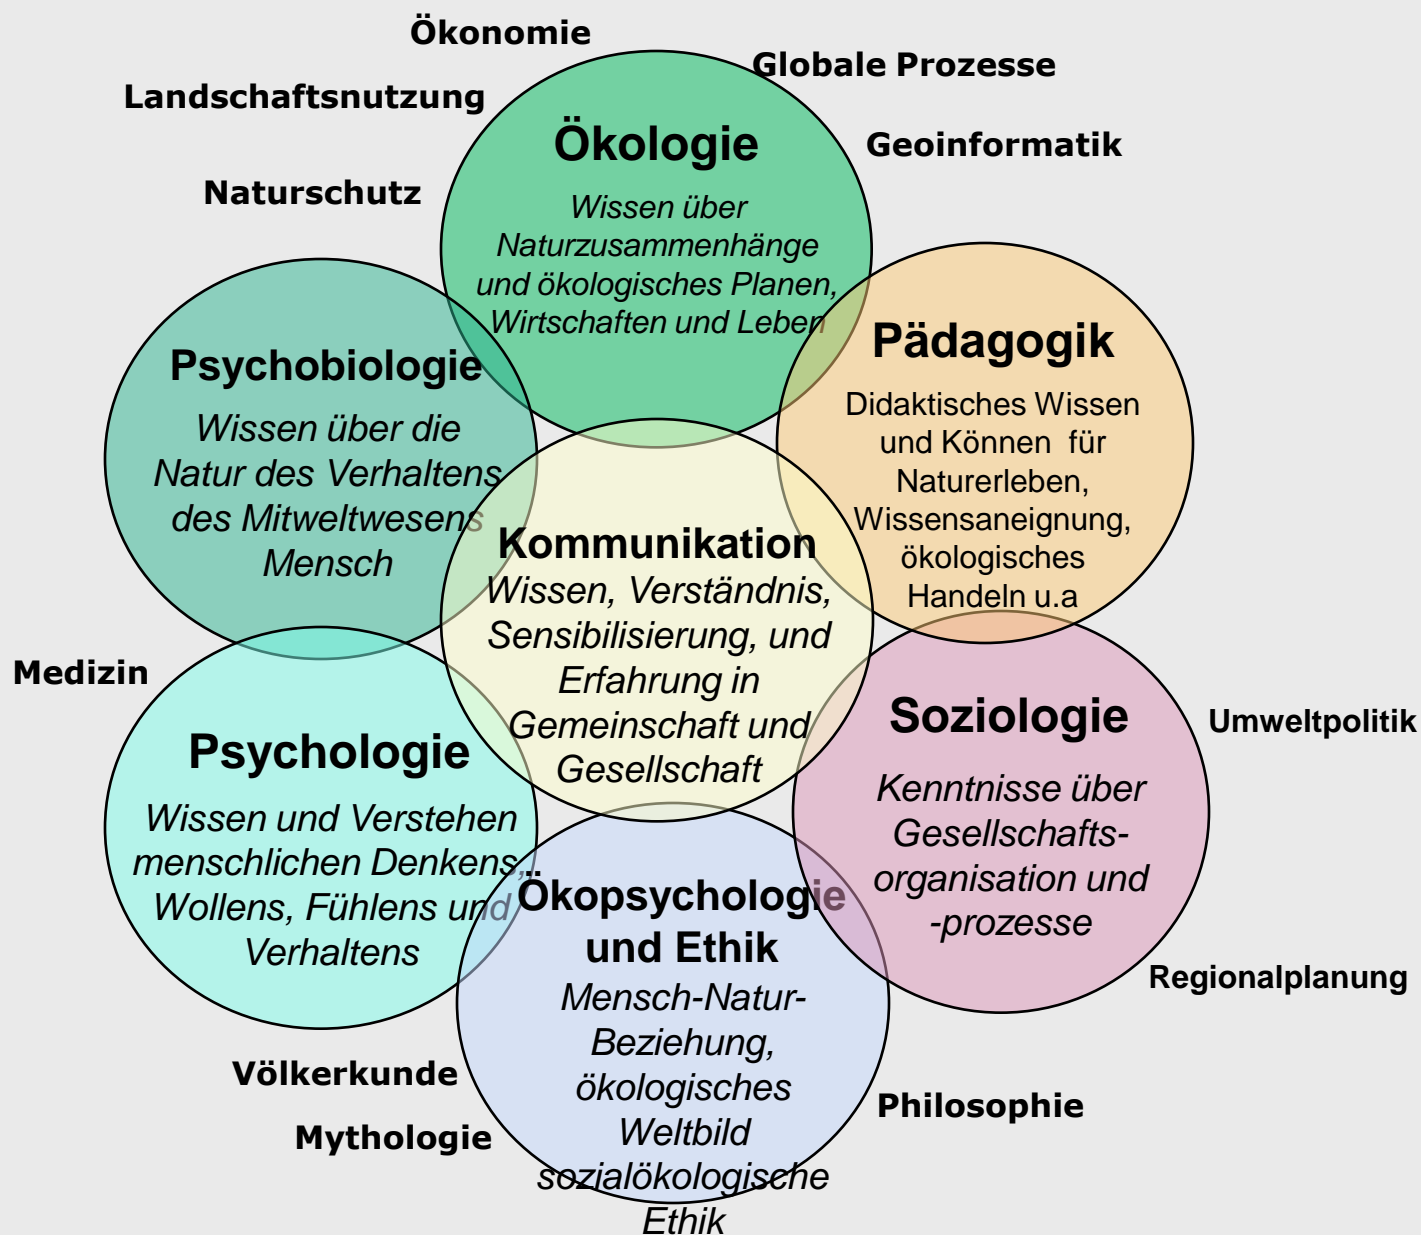 Ökonomie
Globale Prozesse
Landschaftsnutzung
Geoinformatik
Naturschutz
Ökologie
Wissen über
Naturzusammenhänge
und ökologisches Planen,
Wirtschaften und Leben
Psychobiologie
Wissen über die
Natur des Verhaltens
des Mitweltwesens
Mensch
Pädagogik
Didaktisches Wissen
und Können  für
Naturerleben,
Wissensaneignung,
ökologisches
Handeln u.a
Kommunikation
Wissen, Verständnis,
Sensibilisierung, und
Erfahrung in
Gemeinschaft und
Gesellschaft
Medizin
Psychologie
Wissen und Verstehen
menschlichen Denkens,
Wollens, Fühlens und
Verhaltens
Soziologie
Kenntnisse über
Gesellschafts-
organisation und
-prozesse
Umweltpolitik
Regionalplanung
Ökopsychologie
und Ethik
Mensch-Natur-
Beziehung,
ökologisches
Weltbild
sozialökologische
Ethik
Völkerkunde
Mythologie
Philosophie